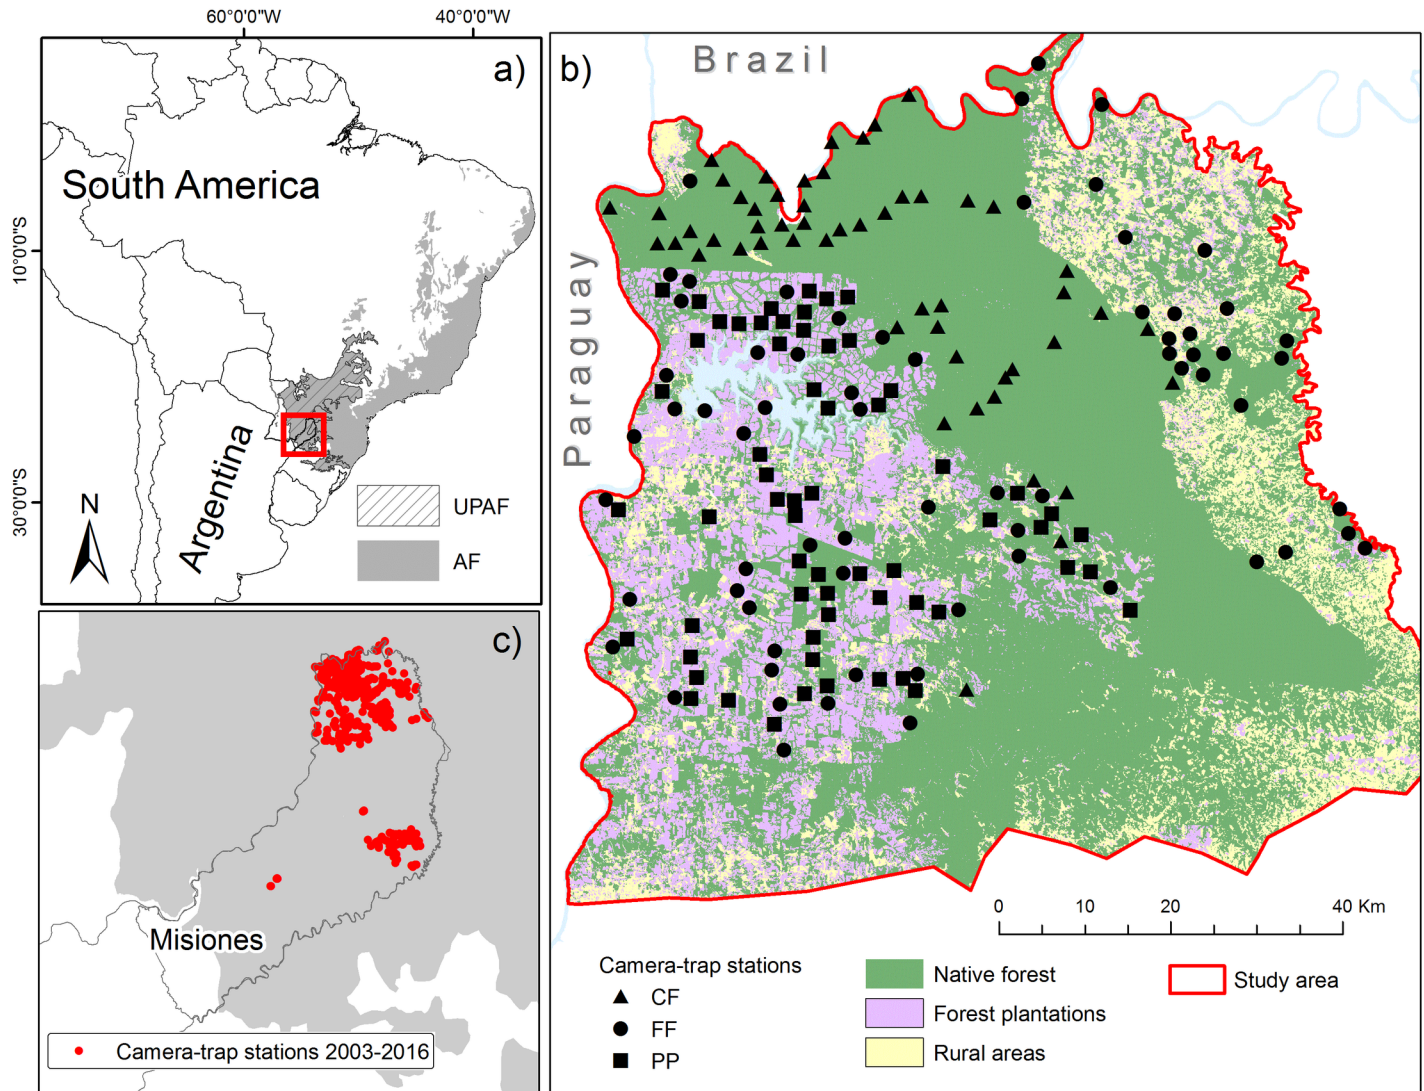 60°0'0"W
40°0'0"W
a)
South America
10°0'0"S
30°0'0"S
Argentina
N
UPAF
AF
b)
Brazil
Paraguay
0 10 20 40 Km
Camera-trap stations
CF
FF
PP
Native forest
Forest plantations
Rural areas
Study area
c)
Misiones
Camera-trap stations 2003-2016